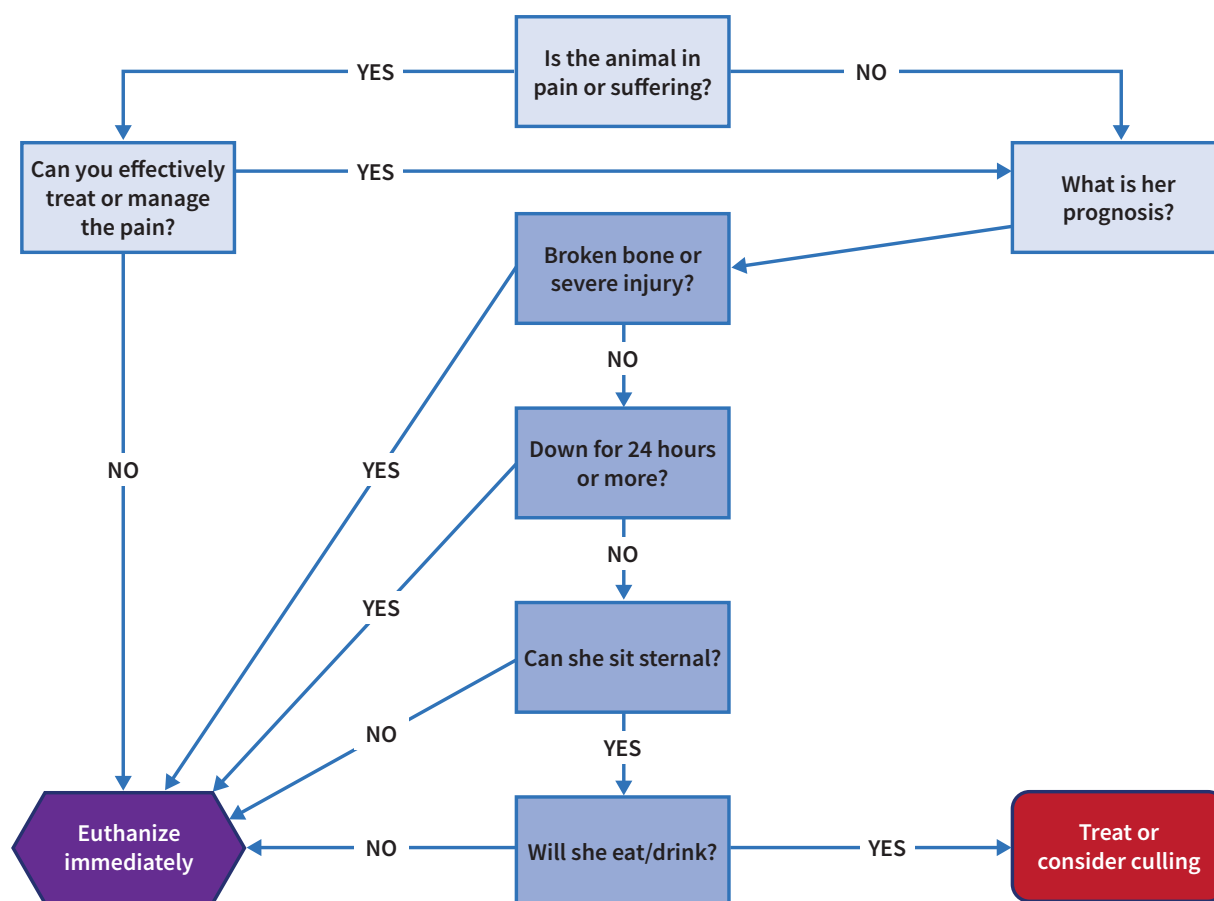 Is the animal in
pain or suffering?
YES
NO
Can you effectively
treat or manage
the pain?
YES
What is her
prognosis?
Broken bone or
severe injury?
NO
Down for 24 hours
or more?
NO
YES
NO
YES
Can she sit sternal?
NO
YES
Euthanize
immediately
NO
Will she eat/drink?
YES
Treat or
consider culling